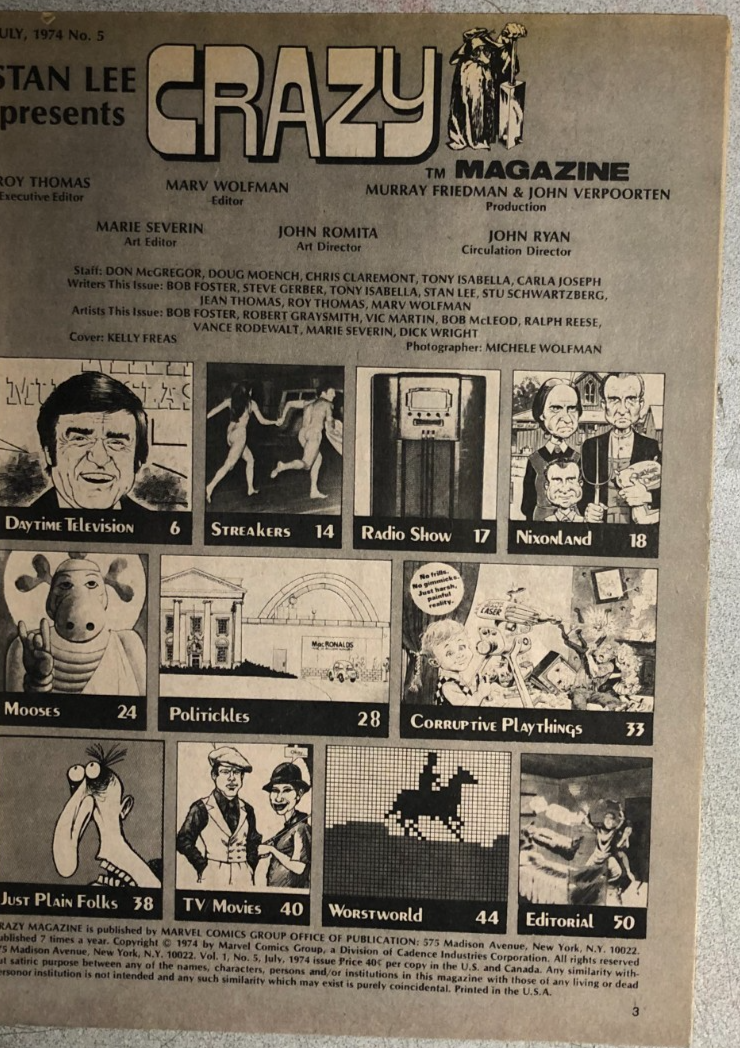 ULY, 1974 No. 5
STAN LEE
presents
CRAZY
TM MAGAZINE
ROY THOMAS
Executive Editor
MARV WOLFMAN
Editor
MURRAY FRIEDMAN & JOHN VERPOORTEN
Production
MARIE SEVERIN
Art Editor
JOHN ROMITA
Art Director
JOHN RYAN
Circulation Director
Staff: DON McGREGOR, DOUG MOENCH, CHRIS CLAREMONT, TONY ISABELLA, CARLA JOSEPH
Writers This Issue: BOB FOSTER, STEVE GERBER, TONY ISABELLA, STAN LEE, STU SCHWARTZBERG,
JEAN THOMAS, ROY THOMAS, MARV WOLFMAN
Artists This Issue: BOB FOSTER, ROBERT GRAYSMITH, VIC MARTIN, BOB McLEOD, RALPH REESE,
VANCE RODEWALT, MARIE SEVERIN, DICK WRIGHT
Cover: KELLY FREAS
Photographer: MICHELE WOLFMAN
DAYTIME TELEVISION 6
STREAKERS 14
RADIO SHOW 17
NIXONLAND 18
No frills.
No gimmicks.
Just harsh,
painful
reality.
LASER
MacRONALDS
MOOSES 24
POLITICKLES 28
CORRUPTIVE PLAYTHINGS 33
JUST PLAIN FOLKS 38
TV MOVIES 40
WORSTWORLD 44
EDITORIAL 50
RAZY MAGAZINE is published by MARVEL COMICS GROUP OFFICE OF PUBLICATION: 575 Madison Avenue, New York, N.Y. 10022.
ublished 7 times a year. Copyright © 1974 by Marvel Comics Group, a Division of Cadence Industries Corporation. All rights reserved
75 Madison Avenue, New York, N.Y. 10022. Vol. 1, No. 5, July, 1974 issue Price 40¢ per copy in the U.S. and Canada. Any similarity with-
ut satiric purpose between any of the names, characters, persons and/or institutions in this magazine with those of any living or dead
ersonor institution is not intended and any such similarity which may exist is purely coincidental. Printed in the U.S.A.
3